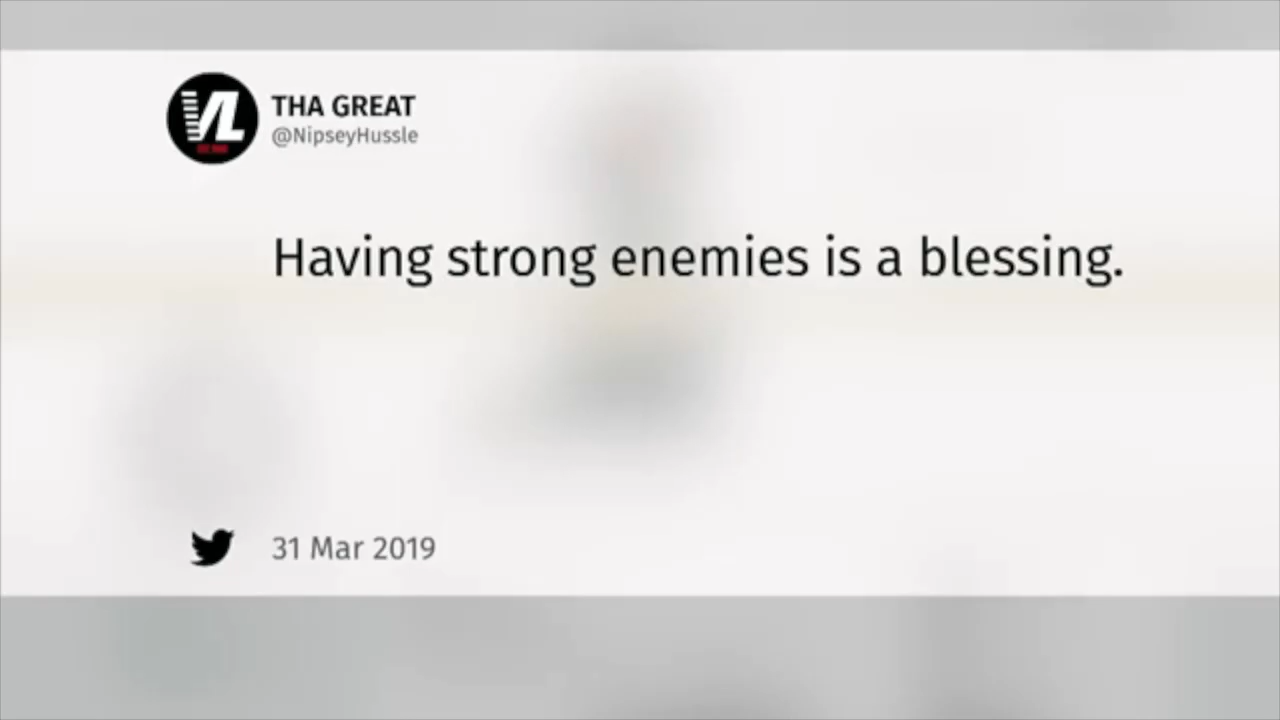 THA GREAT
@NipseyHussle
Having strong enemies is a blessing.
31 Mar 2019